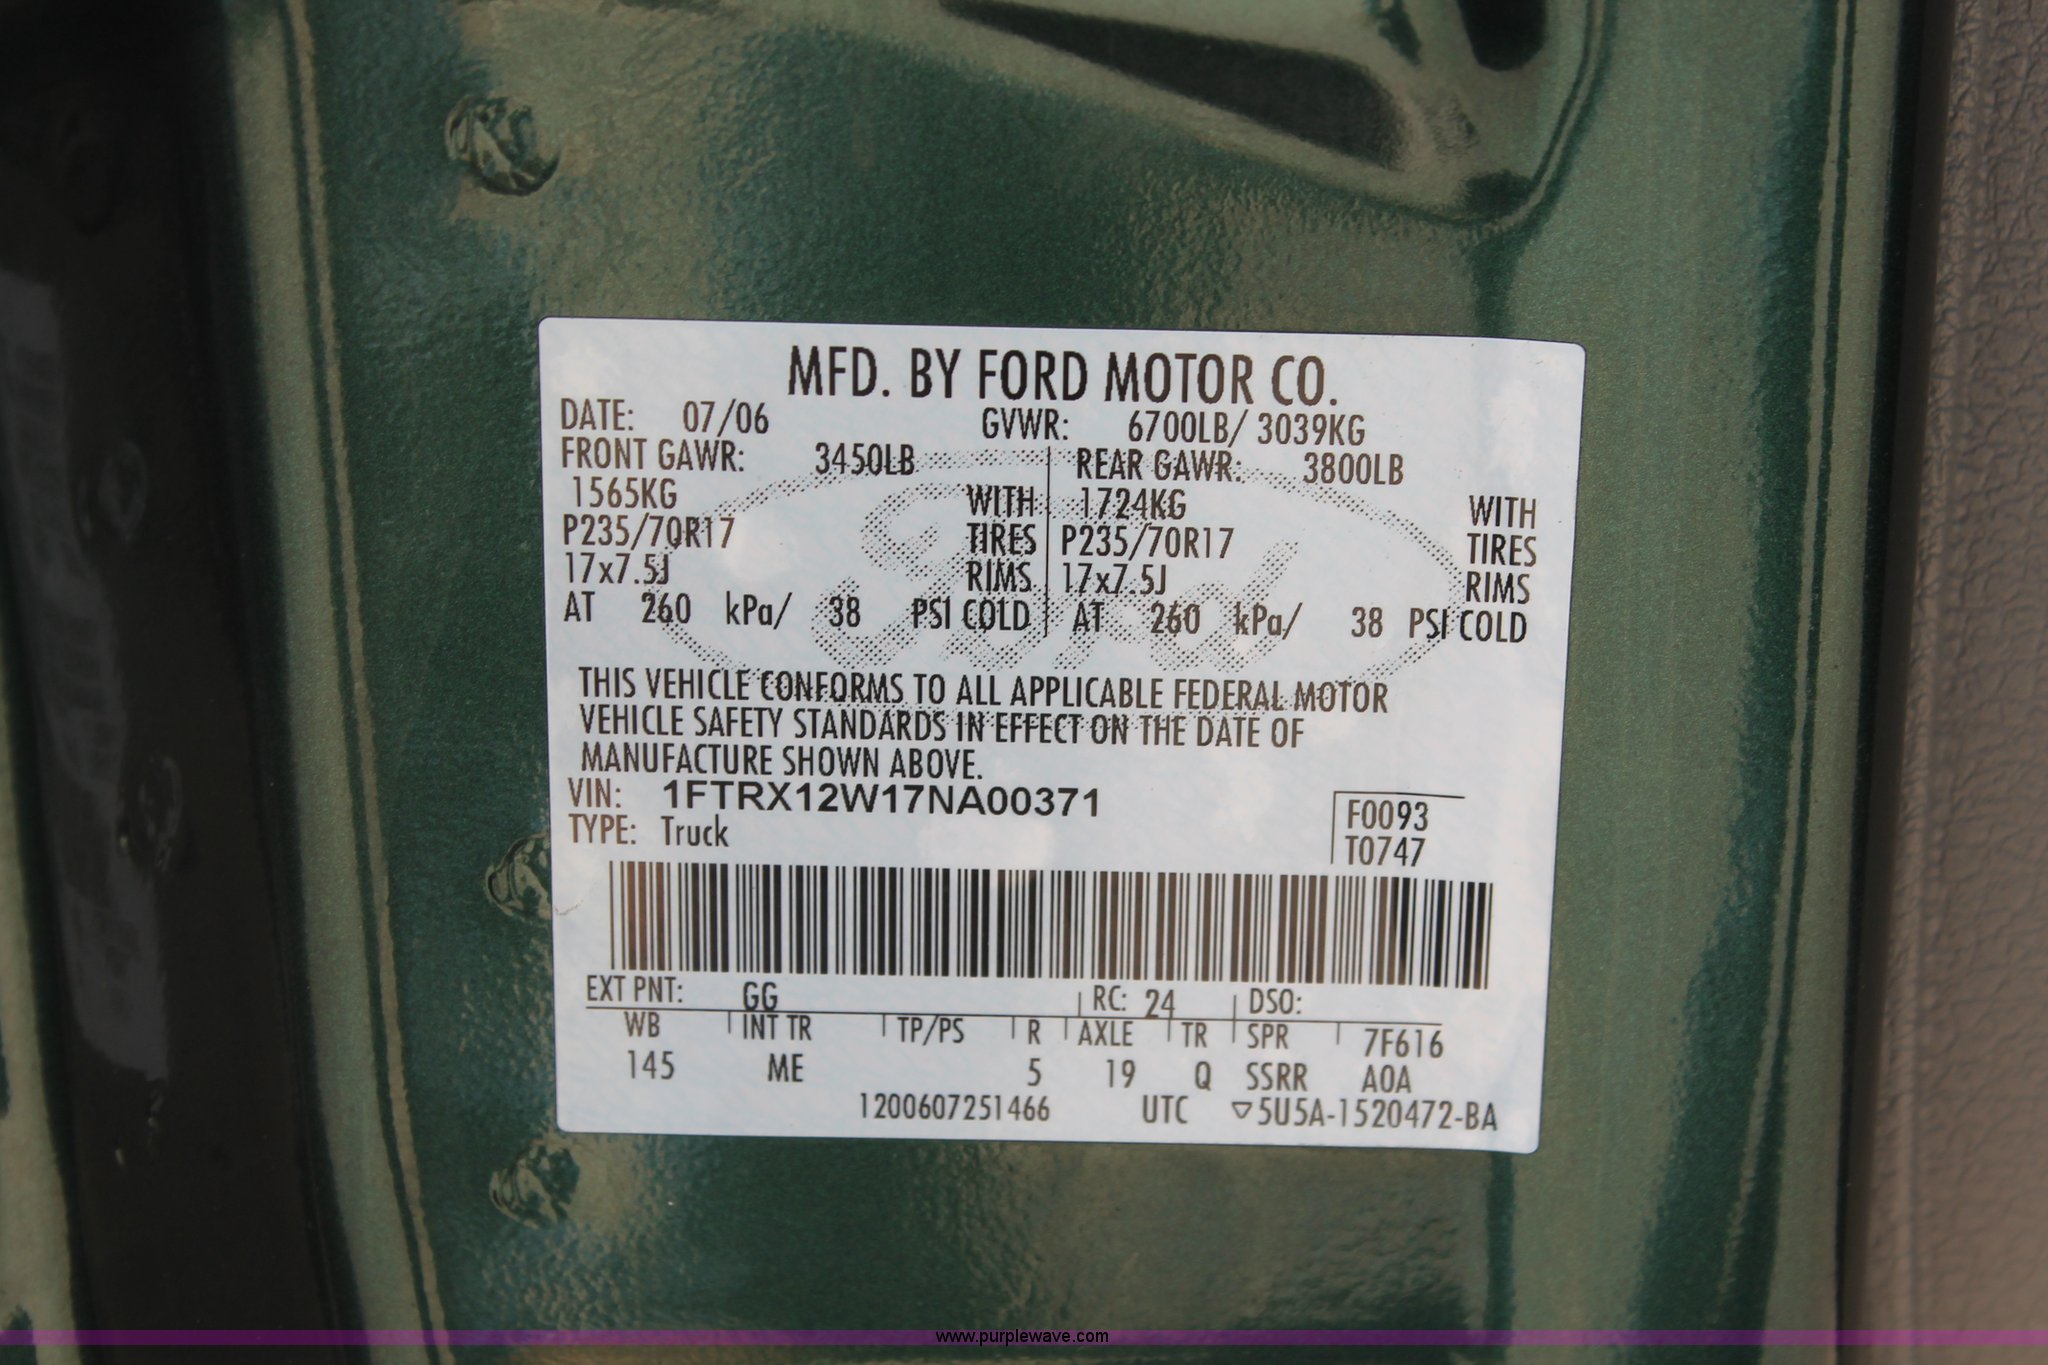 MFD. BY FORD MOTOR CO.
DATE: 07/06 GVWR: 6700LB/ 3039KG
FRONT GAWR: 3450LB REAR GAWR: 3800LB
1565KG WITH 1724KG WITH
P235/70R17 TIRES P235/70R17 TIRES
17x7.5J RIMS 17x7.5J RIMS
AT 260 kPa/ 38 PSI COLD AT 260 kPa/ 38 PSI COLD
Ford
THIS VEHICLE CONFORMS TO ALL APPLICABLE FEDERAL MOTOR
VEHICLE SAFETY STANDARDS IN EFFECT ON THE DATE OF
MANUFACTURE SHOWN ABOVE.
VIN: 1FTRX12W17NA00371 F0093
TYPE: Truck T0747
EXT PNT: GG RC: 24 DSO:
WB INT TR TP/PS R AXLE TR SPR 7F616
145 ME 5 19 Q SSRR AOA
1200607251466 UTC ▽5U5A-1520472-BA
www.purplewave.com